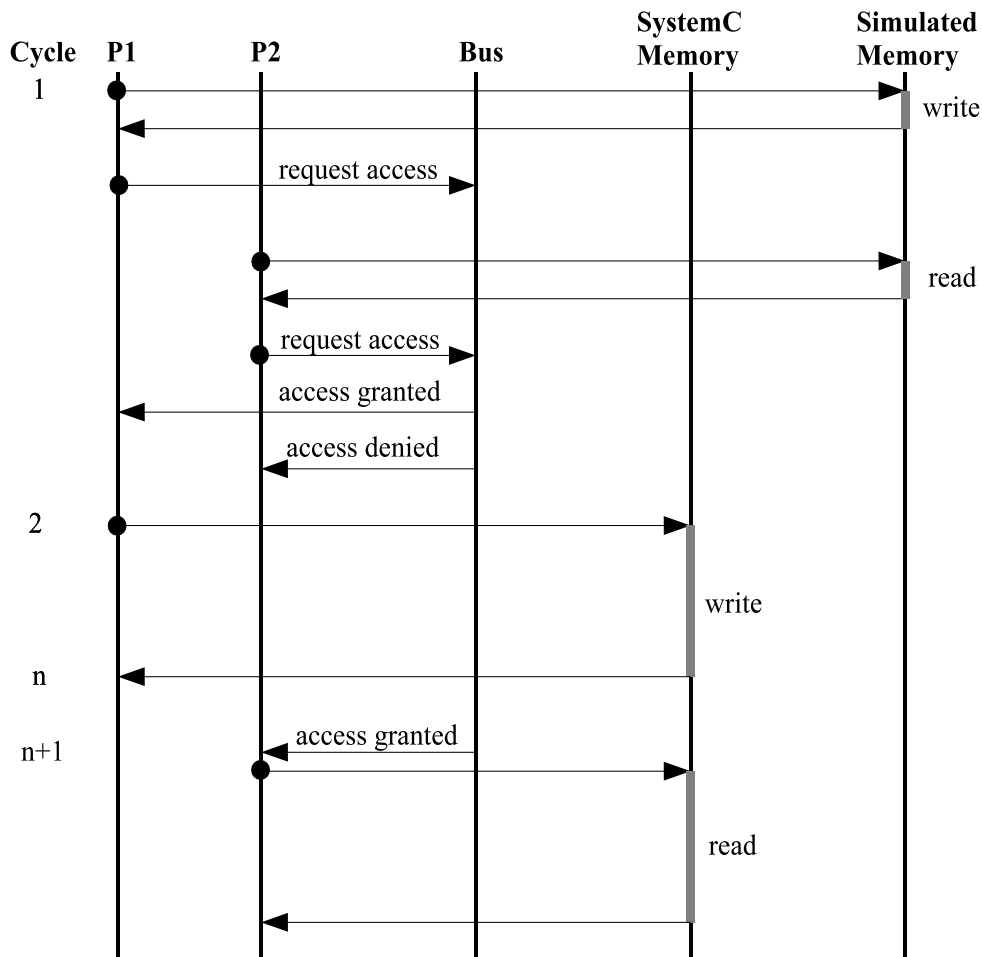 Cycle P1 P2 Bus SystemC Memory Simulated Memory
1
write
request access
read
request access
access granted
access denied
2
write
n
access granted
n+1
read